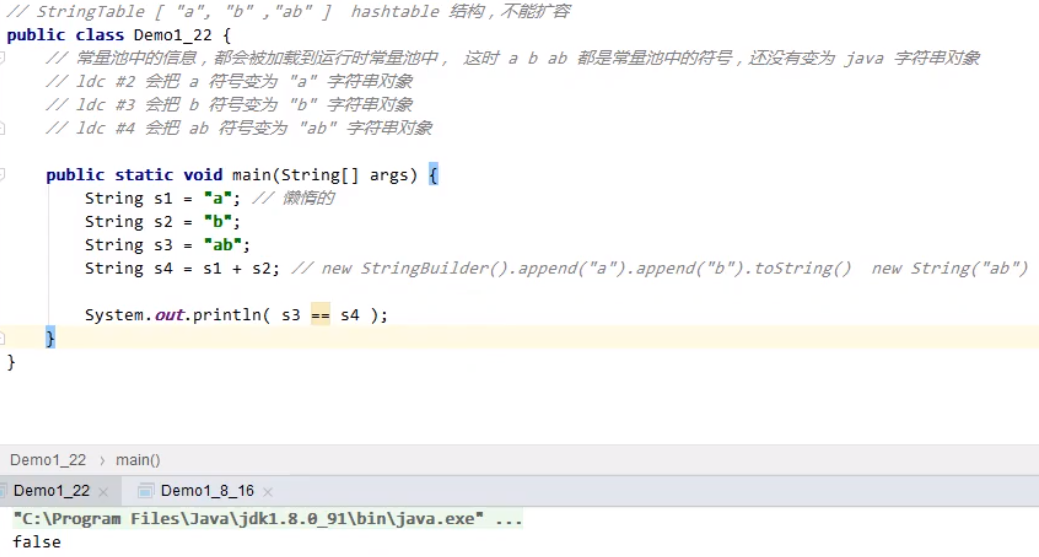 // StringTable [ "a", "b" ,"ab" ]  hashtable 结构，不能扩容
public class Demo1_22 {
    // 常量池中的信息，都会被加载到运行时常量池中， 这时 a b ab 都是常量池中的符号，还没有变为 java 字符串对象
    // ldc #2 会把 a 符号变为 "a" 字符串对象
    // ldc #3 会把 b 符号变为 "b" 字符串对象
    // ldc #4 会把 ab 符号变为 "ab" 字符串对象
    public static void main(String[] args) {
        String s1 = "a"; // 懒惰的
        String s2 = "b";
        String s3 = "ab";
        String s4 = s1 + s2; // new StringBuilder().append("a").append("b").toString()  new String("ab")
        System.out.println( s3 == s4 );
    }
}
Demo1_22 › main()
Demo1_22 × Demo1_8_16 ×
"C:\Program Files\Java\jdk1.8.0_91\bin\java.exe" ...
false